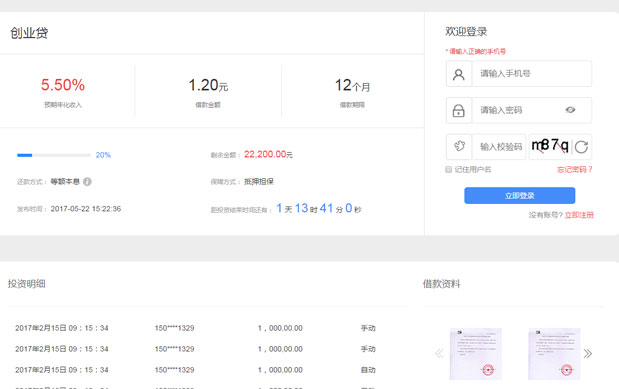 创业贷
5.50%
预期年化收入
1.20元
借款金额
12个月
借款期限
20%
剩余金额： 22,200.00元
还款方式： 等额本息
保障方式： 抵押担保
发布时间： 2017-05-22 15:22:36
距投资结束时间还有： 1 天 13 时 41 分 0 秒
欢迎登录
* 请输入正确的手机号
请输入手机号
请输入密码
请输入校验码 m87q
记住用户名 忘记密码？
立即登录
没有账号？立即注册
投资明细
2017年2月15日 09：15：34 150****1329 1，000,00.00 手动
2017年2月15日 09：15：34 150****1329 1，000,00.00 手动
2017年2月15日 09：15：34 150****1329 1，000,00.00 自动
借款资料